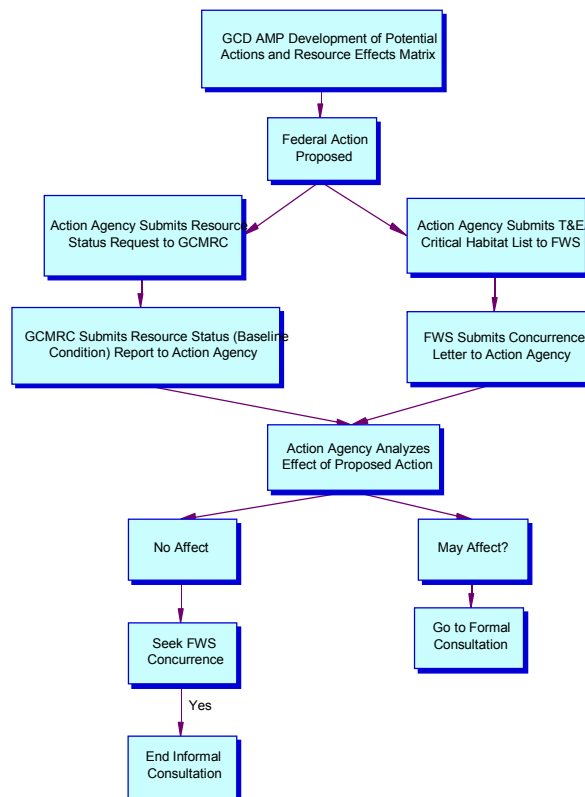 GCD AMP Development of Potential
Actions and Resource Effects Matrix
Federal Action
Proposed
Action Agency Submits Resource
Status Request to GCMRC
Action Agency Submits T&E
Critical Habitat List to FWS
GCMRC Submits Resource Status (Baseline
Condition) Report to Action Agency
FWS Submits Concurrence
Letter to Action Agency
Action Agency Analyzes
Effect of Proposed Action
No Affect
May Affect?
Seek FWS
Concurrence
Go to Formal
Consultation
Yes
End Informal
Consultation